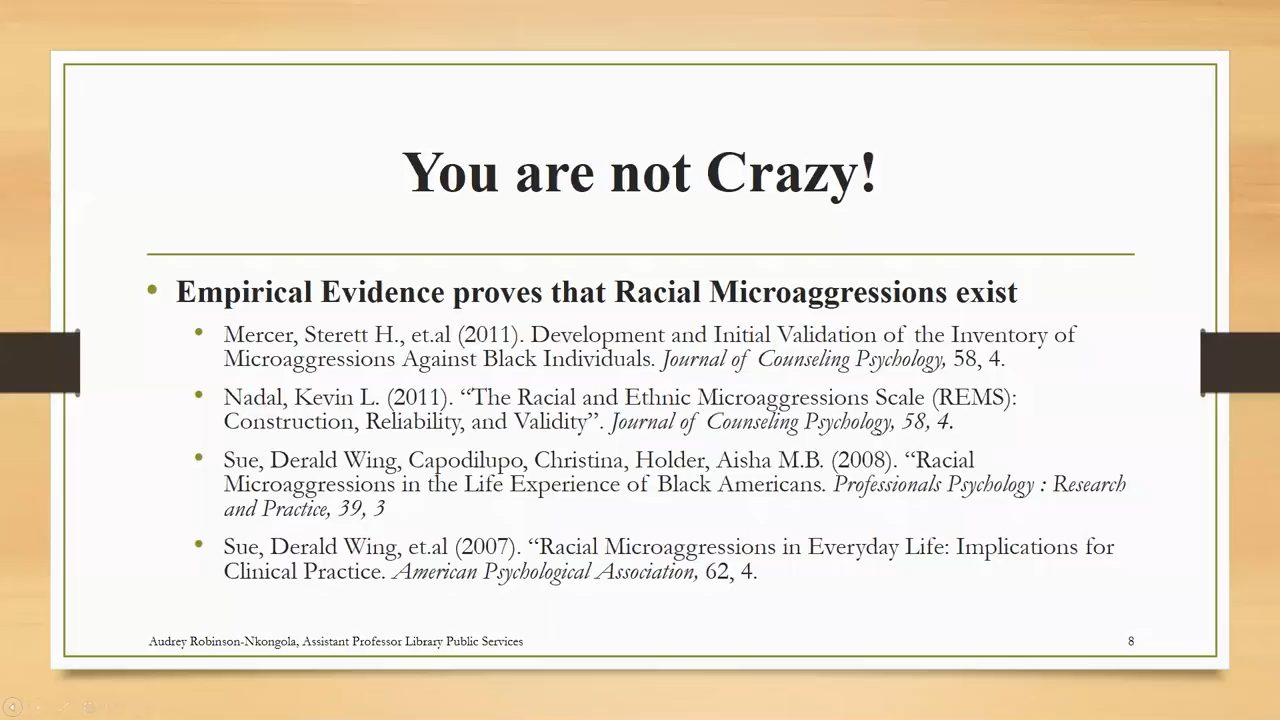 You are not Crazy!
• Empirical Evidence proves that Racial Microaggressions exist
• Mercer, Sterett H., et.al (2011). Development and Initial Validation of the Inventory of
Microaggressions Against Black Individuals. Journal of Counseling Psychology, 58, 4.
• Nadal, Kevin L. (2011). “The Racial and Ethnic Microaggressions Scale (REMS):
Construction, Reliability, and Validity”. Journal of Counseling Psychology, 58, 4.
• Sue, Derald Wing, Capodilupo, Christina, Holder, Aisha M.B. (2008). “Racial
Microaggressions in the Life Experience of Black Americans. Professionals Psychology : Research
and Practice, 39, 3
• Sue, Derald Wing, et.al (2007). “Racial Microaggressions in Everyday Life: Implications for
Clinical Practice. American Psychological Association, 62, 4.
Audrey Robinson-Nkongola, Assistant Professor Library Public Services
8